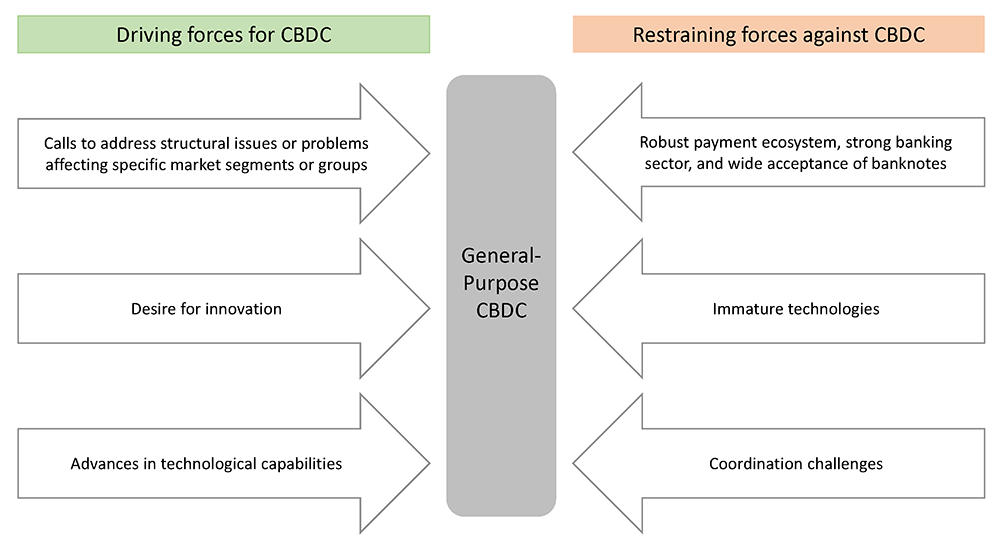 Driving forces for CBDC
Restraining forces against CBDC
Calls to address structural issues or problems
affecting specific market segments or groups
Desire for innovation
Advances in technological capabilities
General-
Purpose
CBDC
Robust payment ecosystem, strong banking
sector, and wide acceptance of banknotes
Immature technologies
Coordination challenges